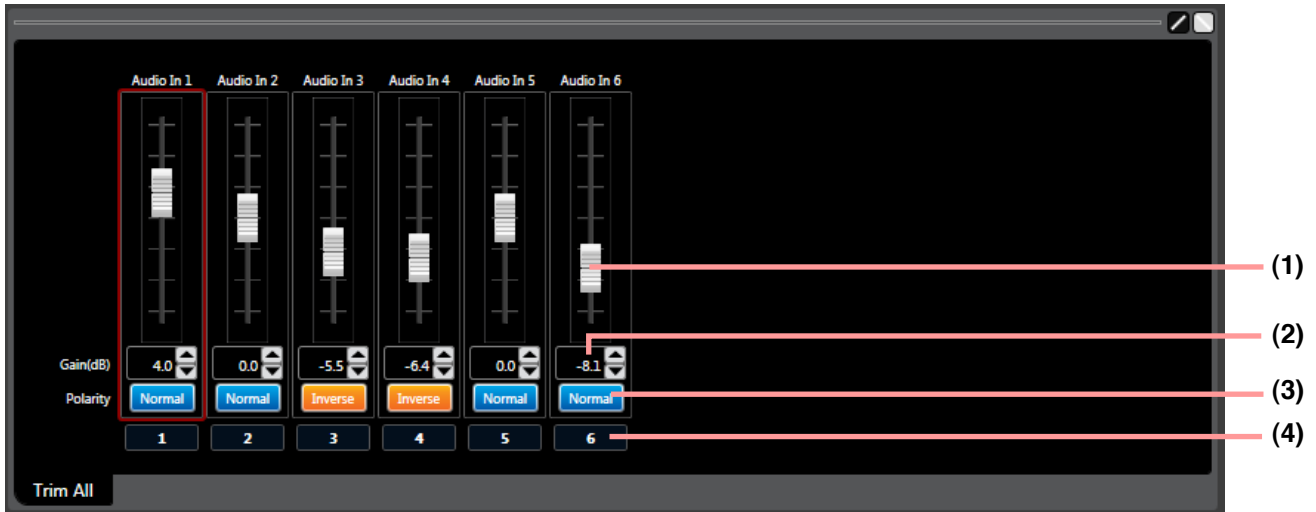 Audio In 1 Audio In 2 Audio In 3 Audio In 4 Audio In 5 Audio In 6
(1)
(2)
Gain(dB) 4.0 0.0 -5.5 -6.4 0.0 -8.1
Polarity Normal Normal Inverse Inverse Normal Normal (3)
1 2 3 4 5 6 (4)
Trim All